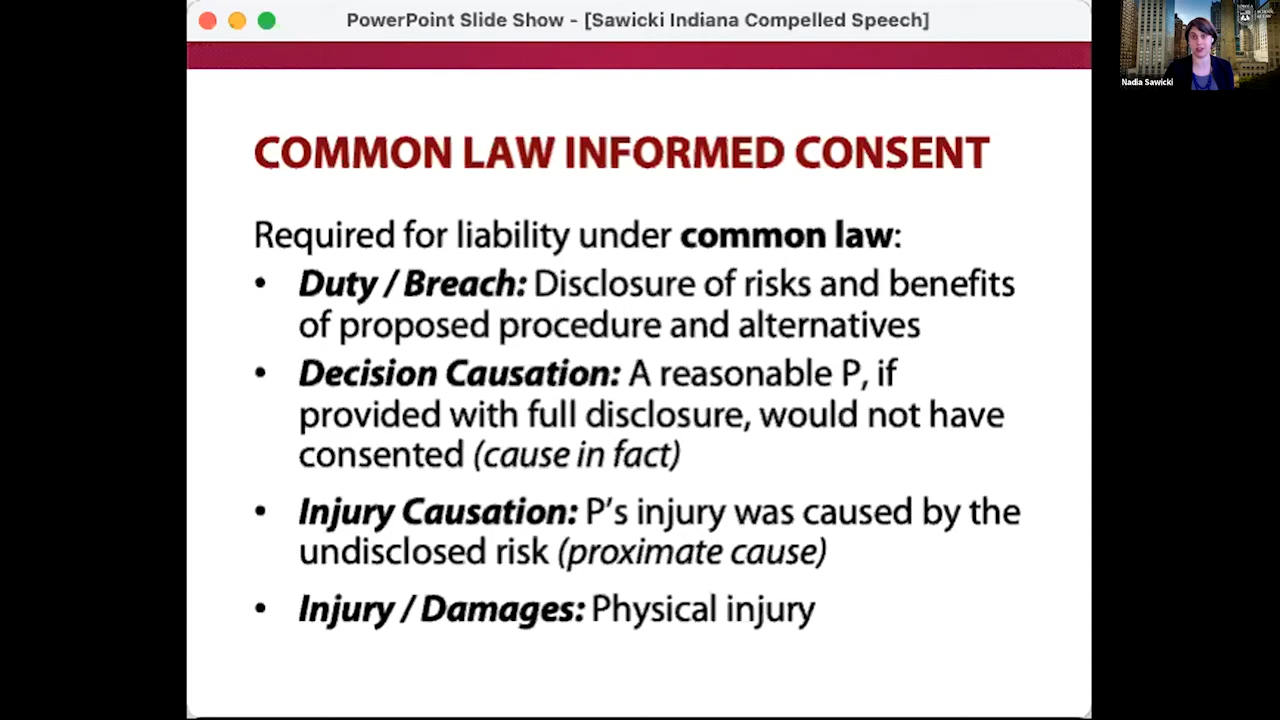 PowerPoint Slide Show - [Sawicki Indiana Compelled Speech]
Nadia Sawicki
COMMON LAW INFORMED CONSENT
Required for liability under common law:
• Duty / Breach: Disclosure of risks and benefits
of proposed procedure and alternatives
• Decision Causation: A reasonable P, if
provided with full disclosure, would not have
consented (cause in fact)
• Injury Causation: P’s injury was caused by the
undisclosed risk (proximate cause)
• Injury / Damages: Physical injury